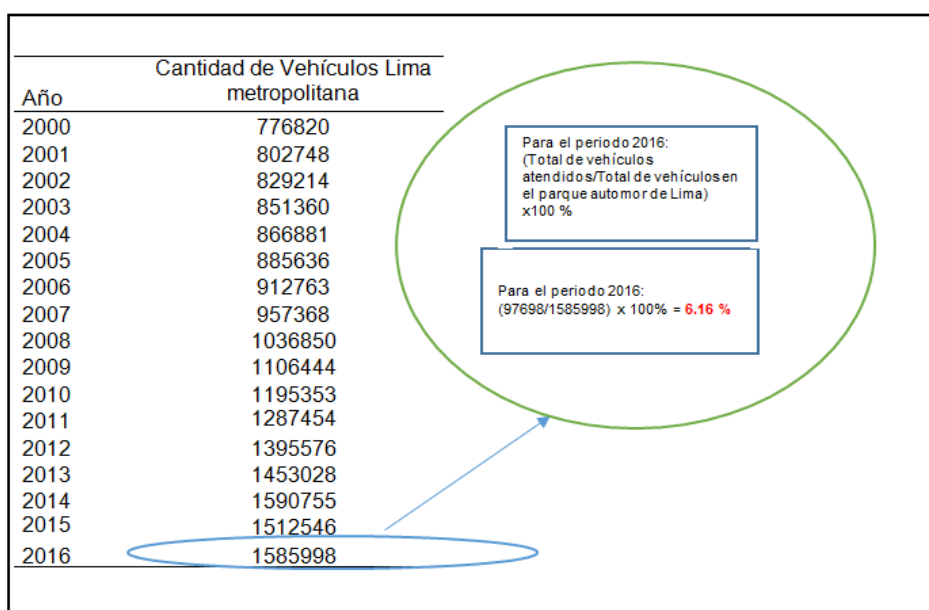 Cantidad de Vehículos Lima
Año metropolitana
2000 776820
2001 802748
2002 829214
2003 851360
2004 866881
2005 885636
2006 912763
2007 957368
2008 1036850
2009 1106444
2010 1195353
2011 1287454
2012 1395576
2013 1453028
2014 1590755
2015 1512546
2016 1585998
Para el periodo 2016:
(Total de vehículos
atendidos/Total de vehículos en
el parque automor de Lima)
x100 %
Para el periodo 2016:
(97698/1585998) x 100% = 6.16 %